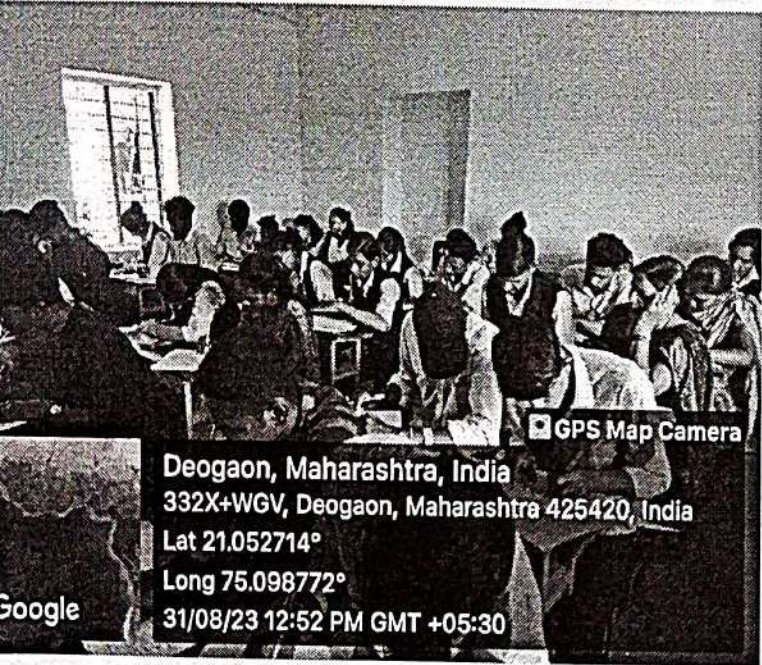 GPS Map Camera
Deogaon, Maharashtra, India
332X+WGV, Deogaon, Maharashtra 425420, India
Lat 21.052714°
Long 75.098772°
31/08/23 12:52 PM GMT +05:30
Google